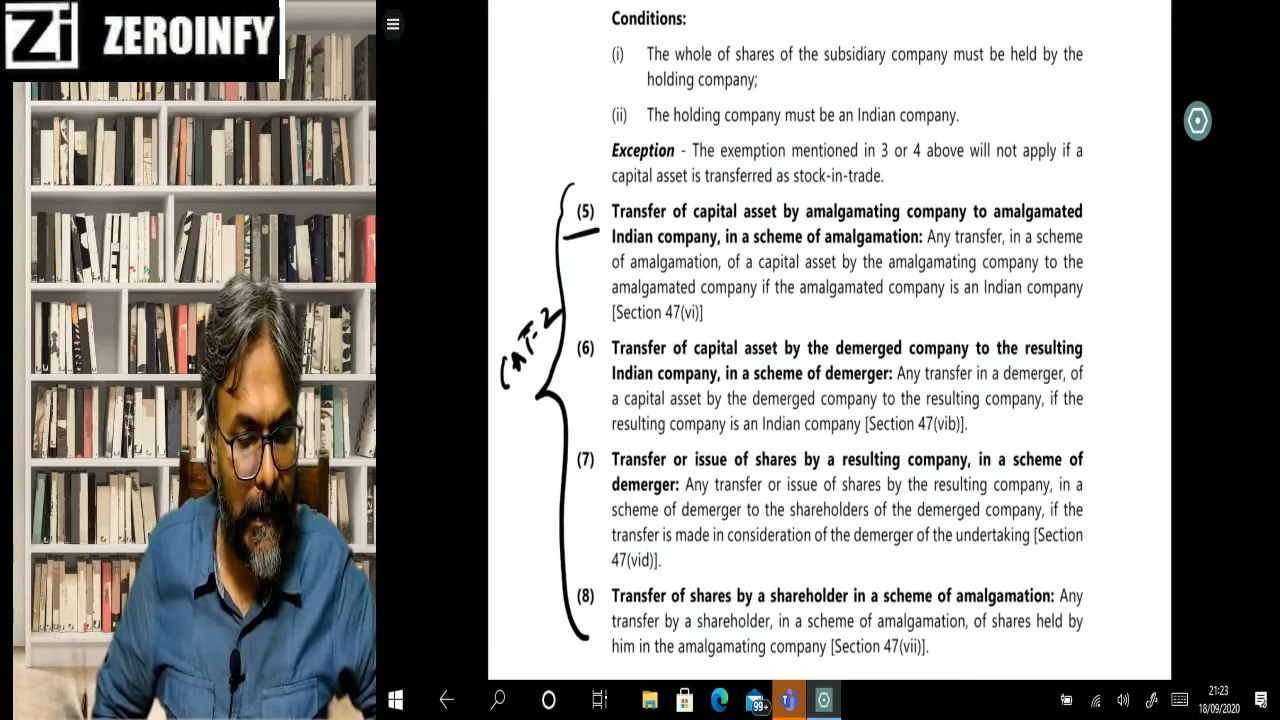 Zi ZEROINFY
Conditions:
(i) The whole of shares of the subsidiary company must be held by the
holding company;
(ii) The holding company must be an Indian company.
Exception - The exemption mentioned in 3 or 4 above will not apply if a
capital asset is transferred as stock-in-trade.
(5) Transfer of capital asset by amalgamating company to amalgamated
Indian company, in a scheme of amalgamation: Any transfer, in a scheme
of amalgamation, of a capital asset by the amalgamating company to the
amalgamated company if the amalgamated company is an Indian company
[Section 47(vi)]
CAT-2
(6) Transfer of capital asset by the demerged company to the resulting
Indian company, in a scheme of demerger: Any transfer in a demerger, of
a capital asset by the demerged company to the resulting company, if the
resulting company is an Indian company [Section 47(vib)].
(7) Transfer or issue of shares by a resulting company, in a scheme of
demerger: Any transfer or issue of shares by the resulting company, in a
scheme of demerger to the shareholders of the demerged company, if the
transfer is made in consideration of the demerger of the undertaking [Section
47(vid)].
(8) Transfer of shares by a shareholder in a scheme of amalgamation: Any
transfer by a shareholder, in a scheme of amalgamation, of shares held by
him in the amalgamating company [Section 47(vii)].
99+
21:23
18/09/2020